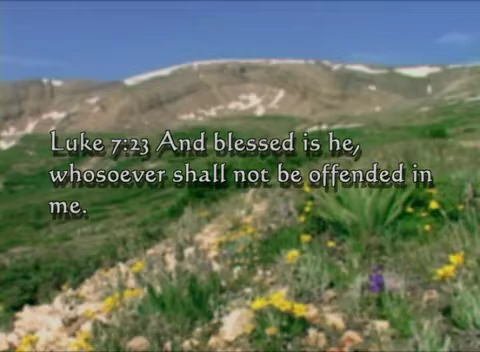 Luke 7:23 And blessed is he,
whosoever shall not be offended in
me.